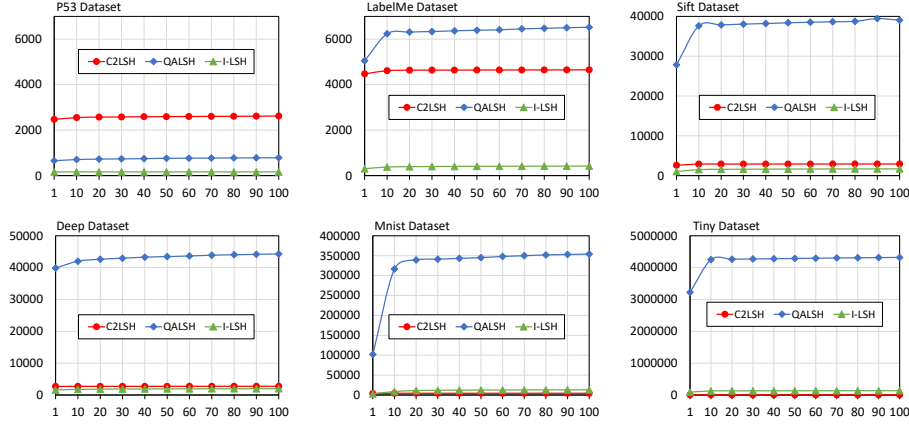 P53 Dataset
6000
4000
2000
0
C2LSH QALSH I-LSH
1 10 20 30 40 50 60 70 80 90 100
LabelMe Dataset
6000
4000
2000
0
C2LSH QALSH I-LSH
1 10 20 30 40 50 60 70 80 90 100
Sift Dataset
40000
30000
20000
10000
0
C2LSH QALSH I-LSH
1 10 20 30 40 50 60 70 80 90 100
Deep Dataset
50000
40000
30000
20000
10000
0
C2LSH QALSH I-LSH
1 10 20 30 40 50 60 70 80 90 100
Mnist Dataset
400000
350000
300000
250000
200000
150000
100000
50000
0
C2LSH QALSH I-LSH
1 10 20 30 40 50 60 70 80 90 100
Tiny Dataset
5000000
4000000
3000000
2000000
1000000
0
C2LSH QALSH I-LSH
1 10 20 30 40 50 60 70 80 90 100